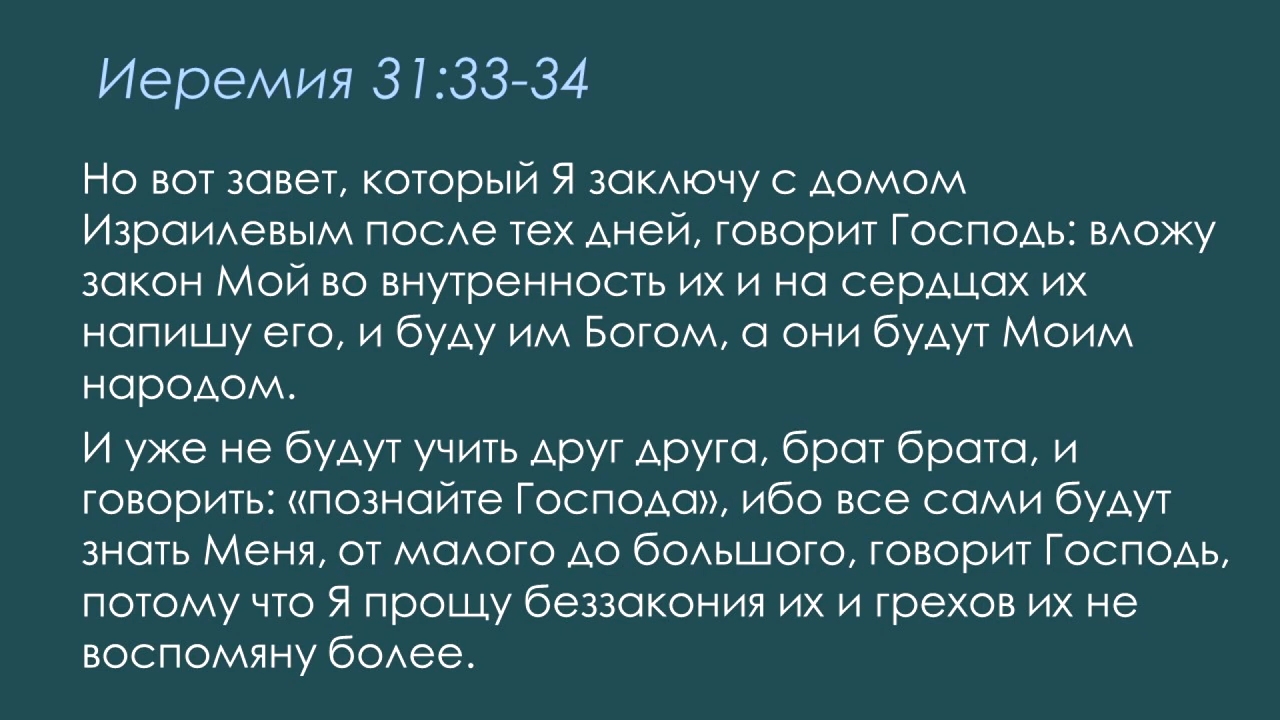 Иеремия 31:33-34
Но вот завет, который Я заключу с домом
Израилевым после тех дней, говорит Господь: вложу
закон Мой во внутренность их и на сердцах их
напишу его, и буду им Богом, а они будут Моим
народом.
И уже не будут учить друг друга, брат брата, и
говорить: «познайте Господа», ибо все сами будут
знать Меня, от малого до большого, говорит Господь,
потому что Я прощу беззакония их и грехов их не
воспомяну более.